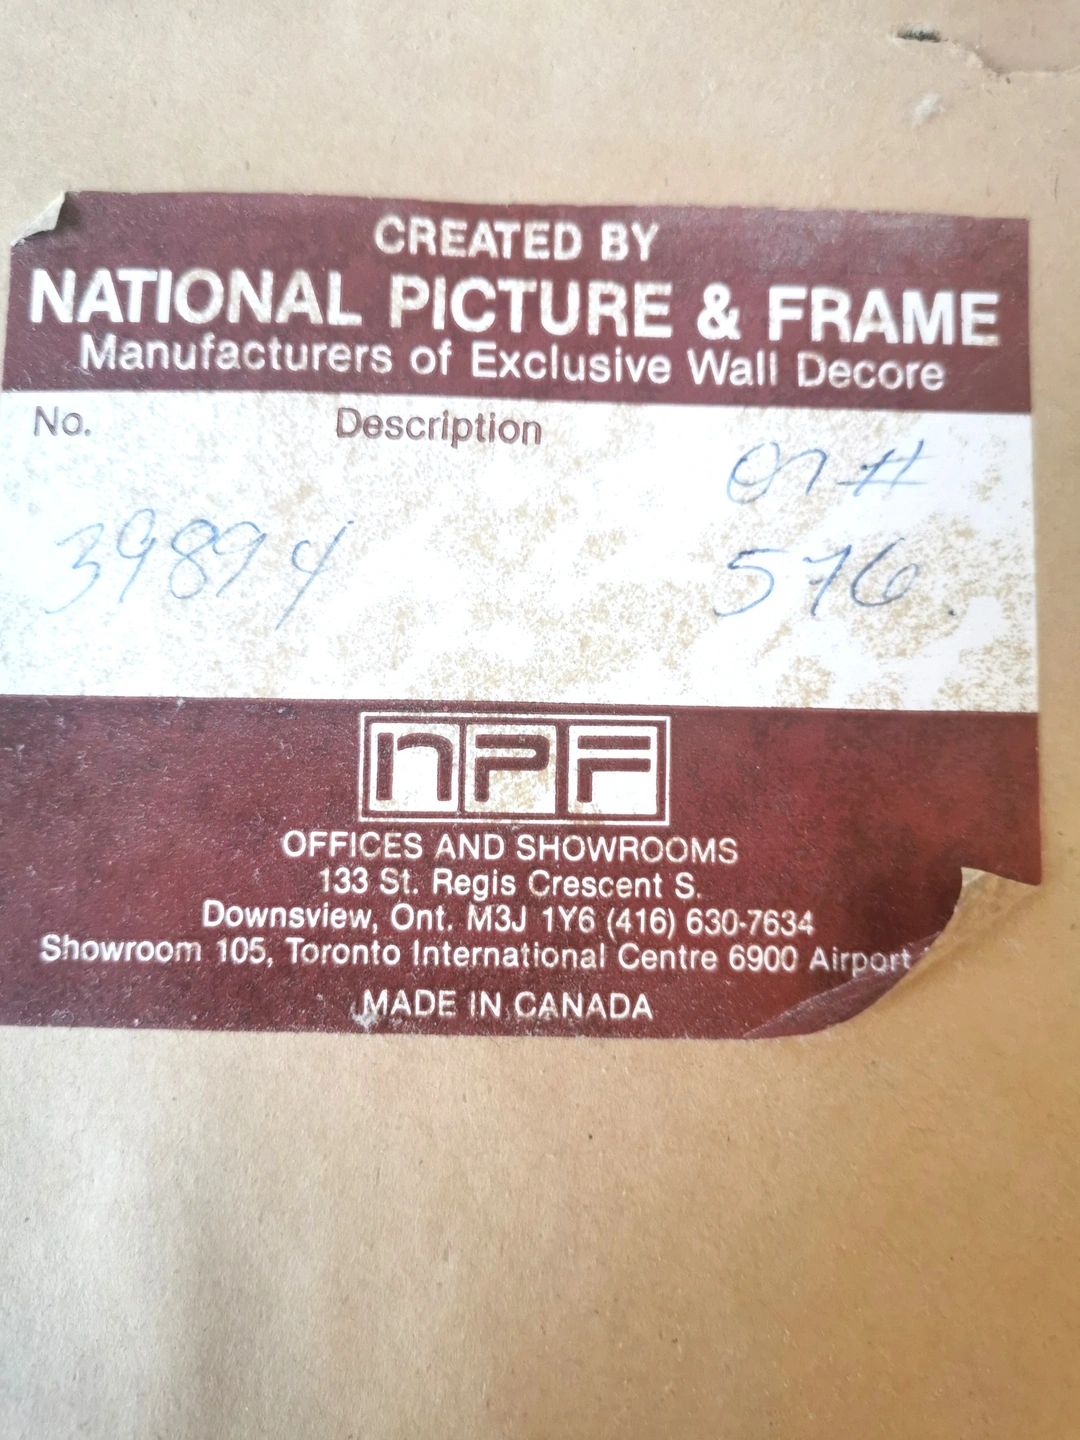 CREATED BY
NATIONAL PICTURE & FRAME
Manufacturers of Exclusive Wall Decore
No. Description
#
39894 576.
nPF
OFFICES AND SHOWROOMS
133 St. Regis Crescent S.
Downsview, Ont. M3J 1Y6 (416) 630-7634
Showroom 105, Toronto International Centre 6900 Airport
MADE IN CANADA